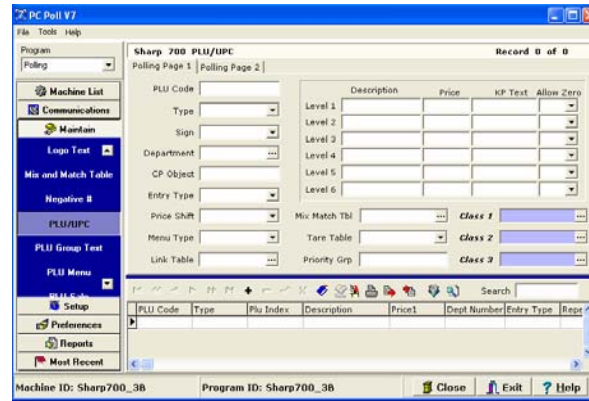 PC Poll V7
File Tools Help
Program
Polling
Machine List
Communications
Maintain
Logo Text
Mix and Match Table
Negative #
PLU/UPC
PLU Group Text
PLU Menu
Setup
Preferences
Reports
Most Recent
Sharp 700 PLU/UPC Record 0 of 0
Polling Page 1 Polling Page 2
PLU Code
Type
Sign
Department
CP Object
Entry Type
Price Shift
Menu Type
Link Table
Description Price KP Text Allow Zero
Level 1
Level 2
Level 3
Level 4
Level 5
Level 6
Mix Match Tbl Class 1
Tare Table Class 2
Priority Grp Class 3
Search
PLU Code Type Plu Index Description Price1 Dept Number Entry Type Repe
Machine ID: Sharp700_3B Program ID: Sharp700_3B Close Exit ? Help